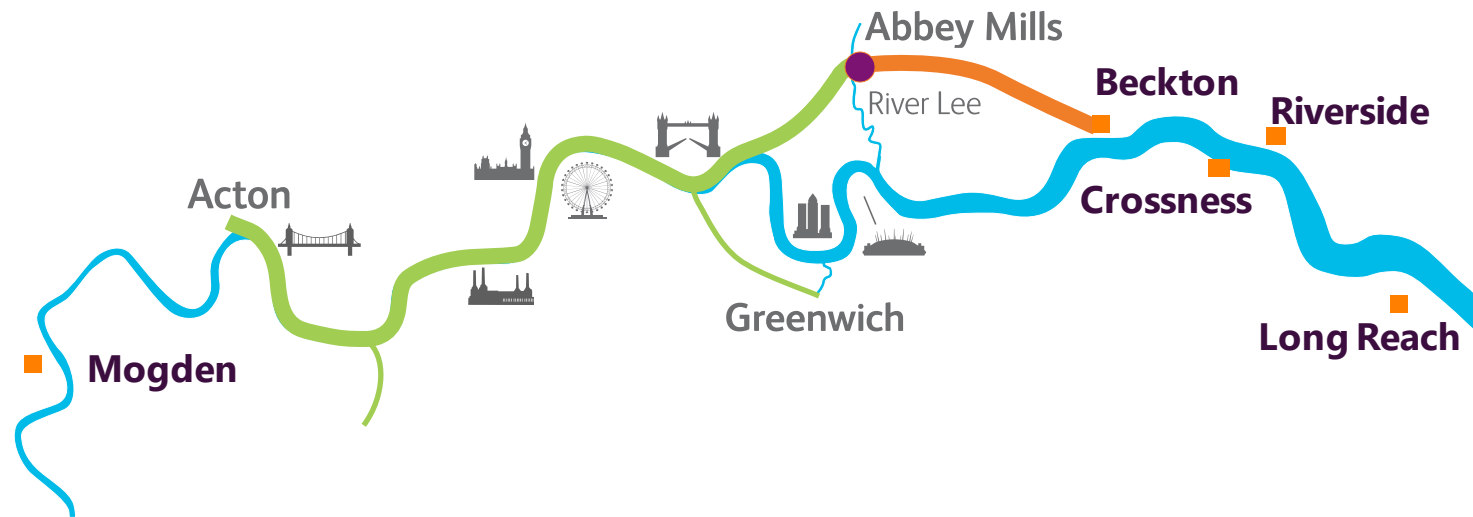 Abbey Mills
Beckton
River Lee
Riverside
Acton
Crossness
Greenwich
Long Reach
Mogden